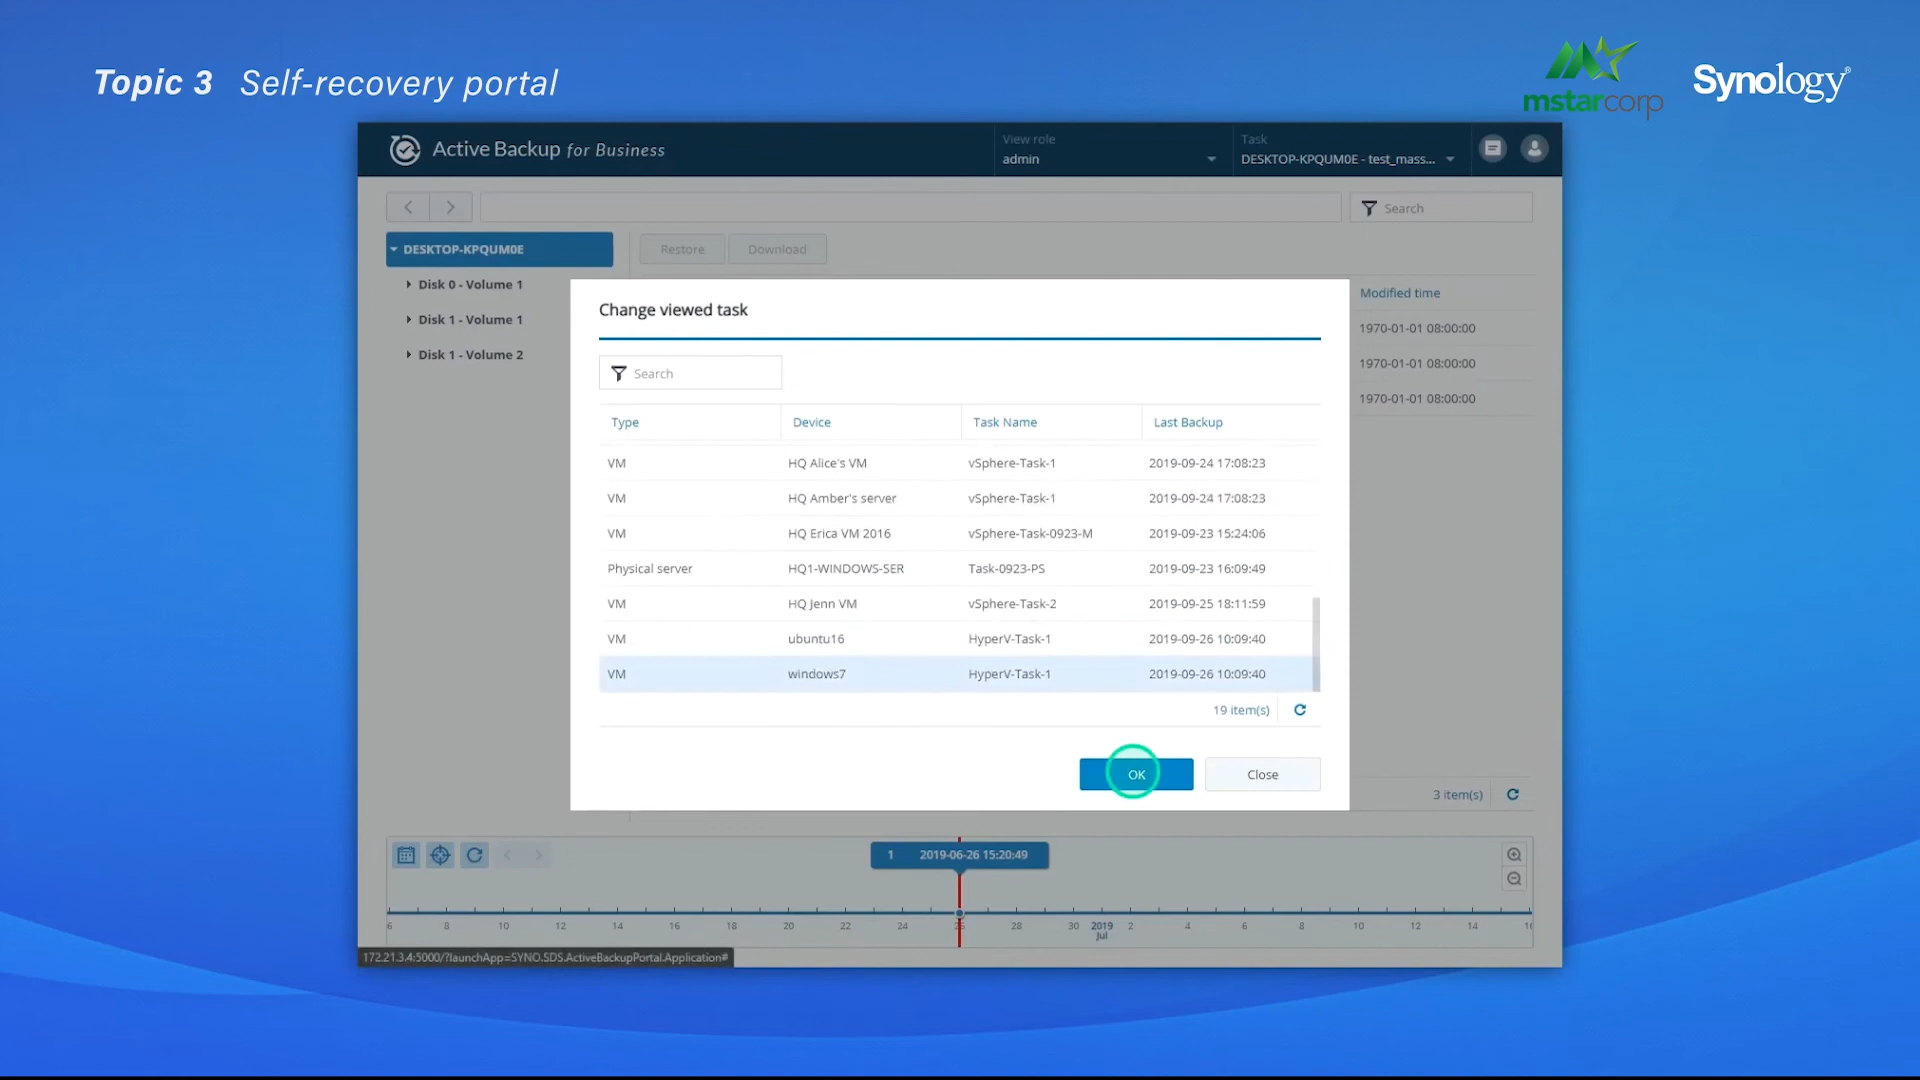 Topic 3 Self-recovery portal
mstarcorp
Synology®
Active Backup for Business
View role
admin
Task
DESKTOP-KPQUM0E - test_mass...
Search
DESKTOP-KPQUM0E
Restore
Download
Disk 0 - Volume 1
Disk 1 - Volume 1
Disk 1 - Volume 2
Modified time
1970-01-01 08:00:00
1970-01-01 08:00:00
1970-01-01 08:00:00
Change viewed task
Search
Type Device Task Name Last Backup
VM HQ Alice's VM vSphere-Task-1 2019-09-24 17:08:23
VM HQ Amber's server vSphere-Task-1 2019-09-24 17:08:23
VM HQ Erica VM 2016 vSphere-Task-0923-M 2019-09-23 15:24:06
Physical server HQ1-WINDOWS-SER Task-0923-PS 2019-09-23 16:09:49
VM HQ Jenn VM vSphere-Task-2 2019-09-25 18:11:59
VM ubuntu16 HyperV-Task-1 2019-09-26 10:09:40
VM windows7 HyperV-Task-1 2019-09-26 10:09:40
19 item(s)
OK Close
3 item(s)
1 2019-06-26 15:20:49
6 8 10 12 14 16 18 20 22 24 26 28 30 2019 2 4 6 8 10 12 14 16
Jul
172.21.3.4:5000/?launchApp=SYNO.SDS.ActiveBackupPortal.Application#